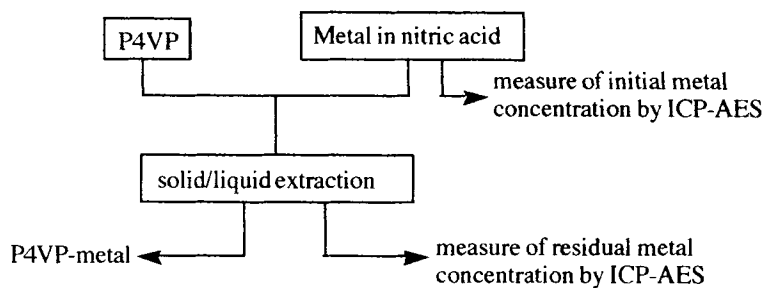 P4VP
Metal in nitric acid
measure of initial metal
concentration by ICP-AES
solid/liquid extraction
P4VP-metal
measure of residual metal
concentration by ICP-AES